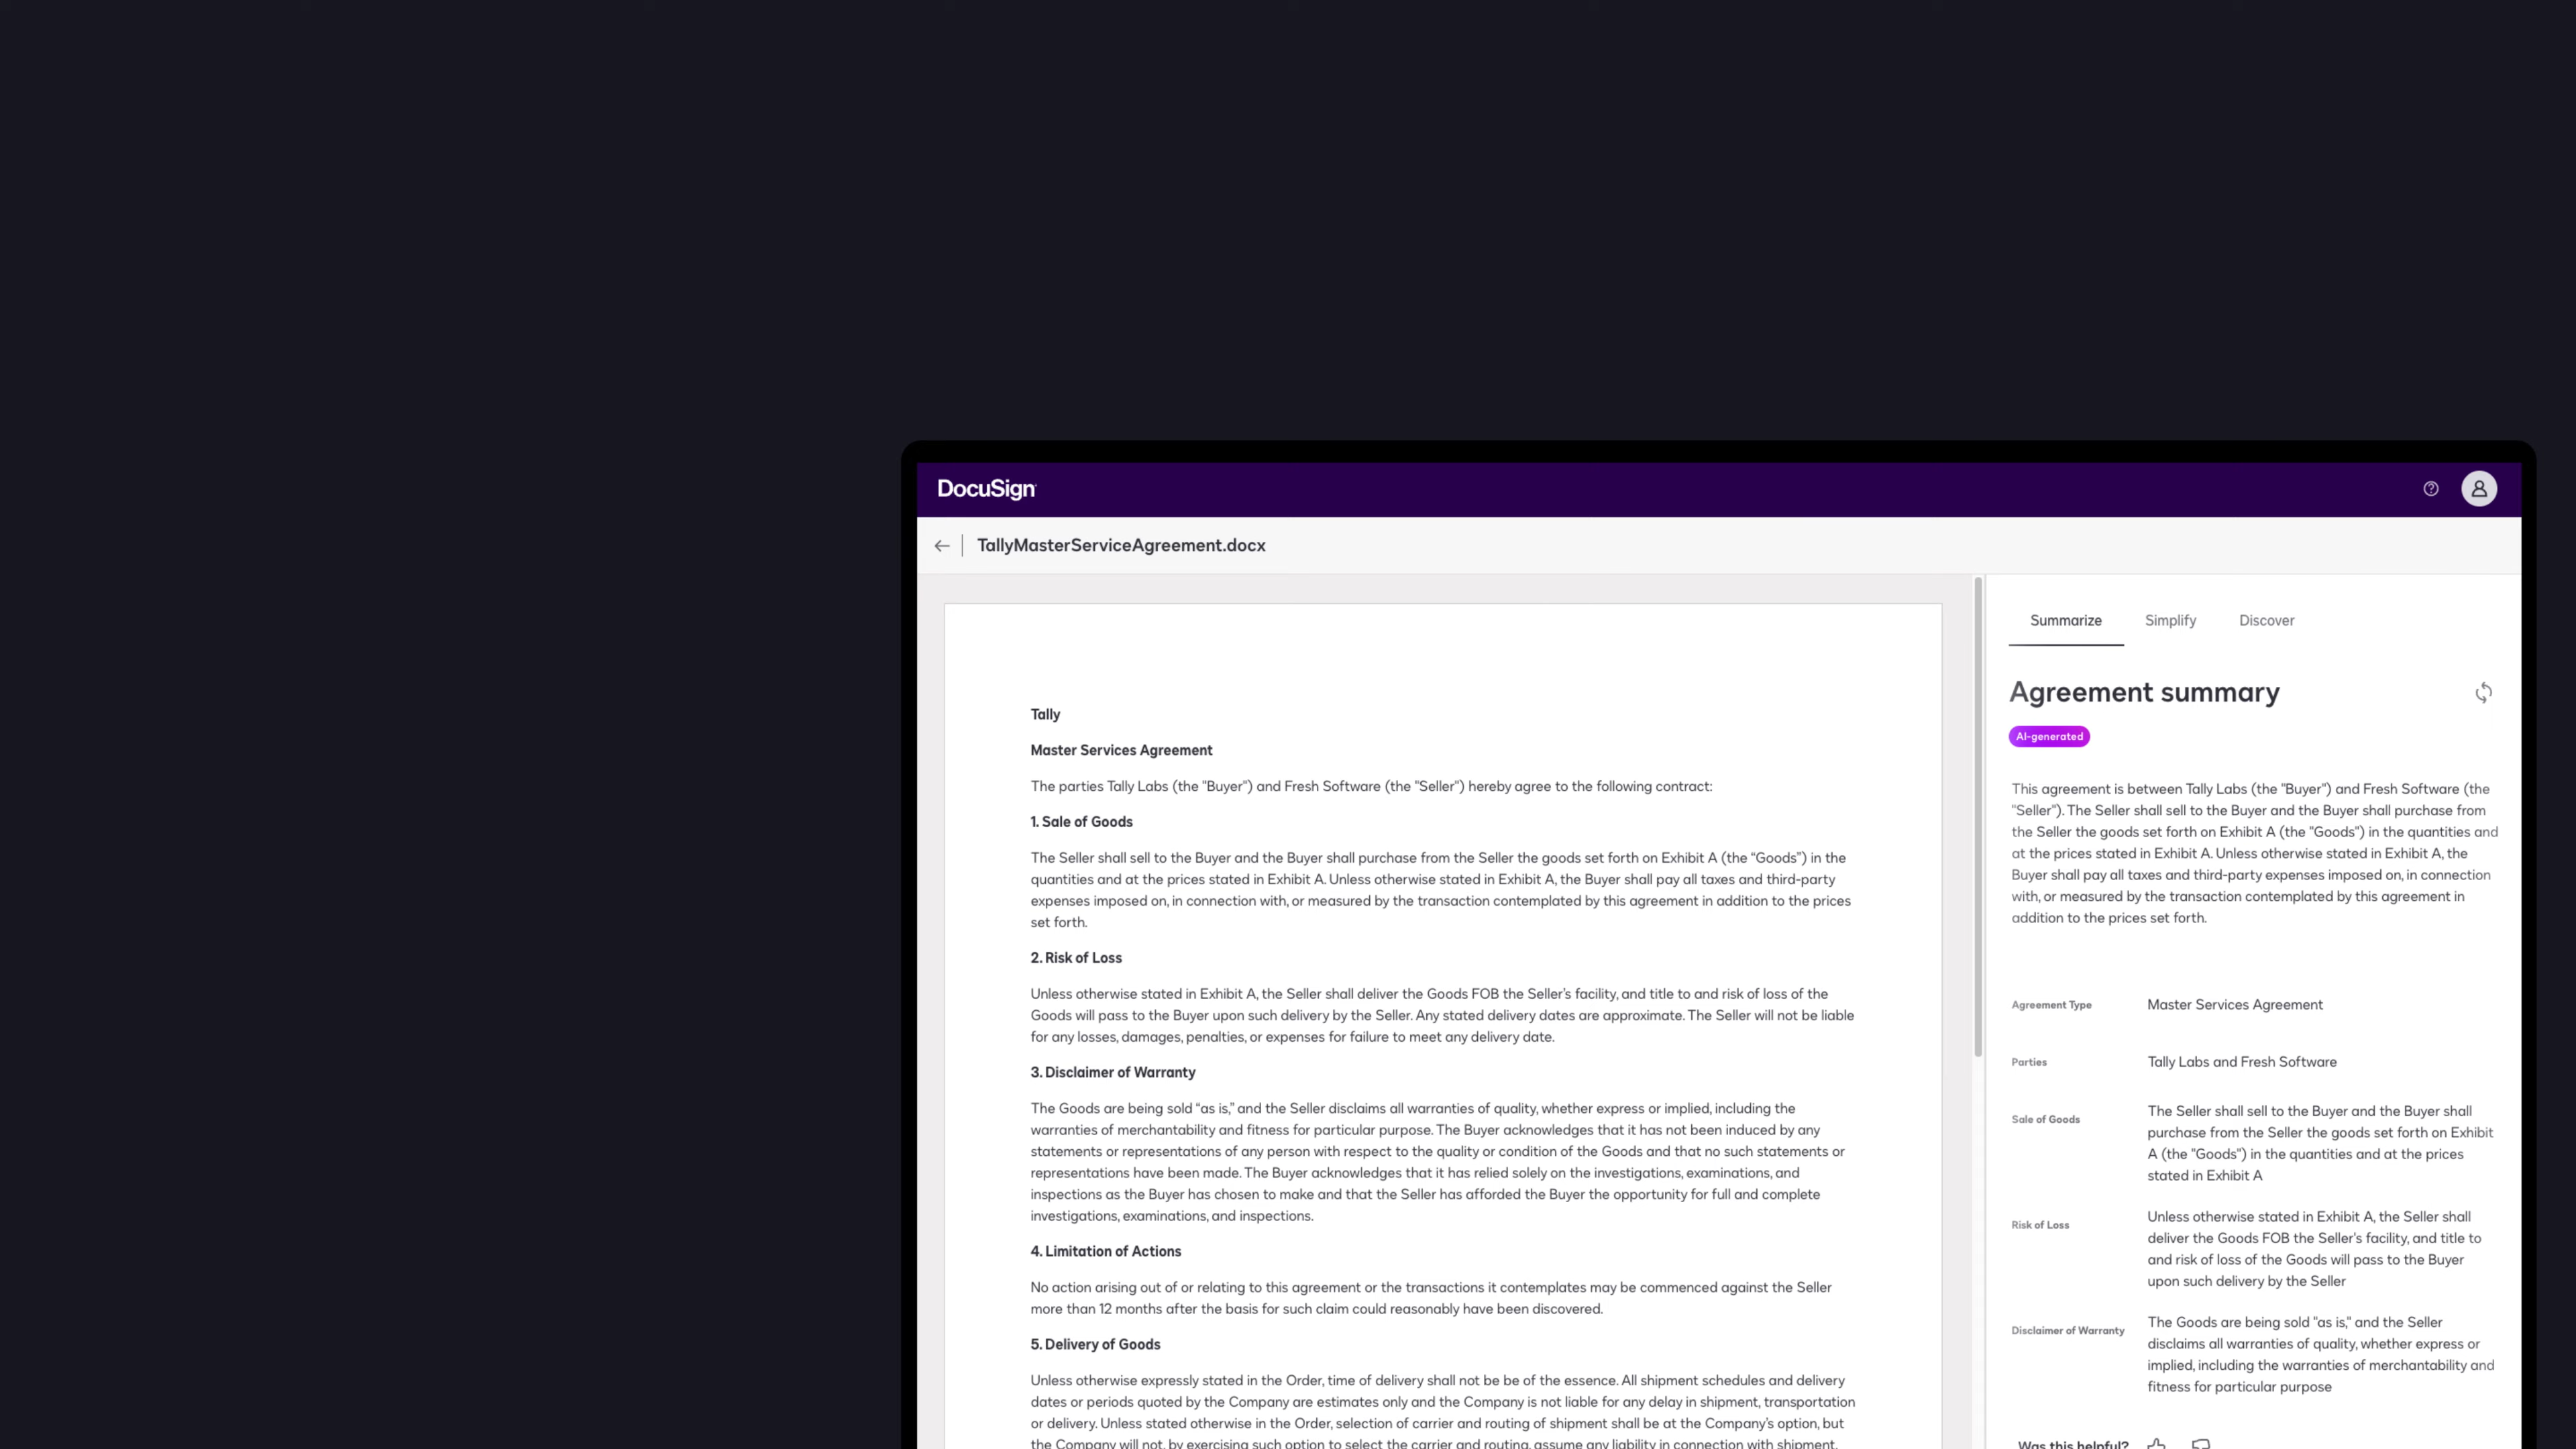 DocuSign
TallyMasterServiceAgreement.docx
Tally
Master Services Agreement
The parties Tally Labs (the "Buyer") and Fresh Software (the "Seller") hereby agree to the following contract:
1. Sale of Goods
The Seller shall sell to the Buyer and the Buyer shall purchase from the Seller the goods set forth on Exhibit A (the “Goods”) in the
quantities and at the prices stated in Exhibit A. Unless otherwise stated in Exhibit A, the Buyer shall pay all taxes and third-party
expenses imposed on, in connection with, or measured by the transaction contemplated by this agreement in addition to the prices
set forth.
2. Risk of Loss
Unless otherwise stated in Exhibit A, the Seller shall deliver the Goods FOB the Seller’s facility, and title to and risk of loss of the
Goods will pass to the Buyer upon such delivery by the Seller. Any stated delivery dates are approximate. The Seller will not be liable
for any losses, damages, penalties, or expenses for failure to meet any delivery date.
3. Disclaimer of Warranty
The Goods are being sold “as is,” and the Seller disclaims all warranties of quality, whether express or implied, including the
warranties of merchantability and fitness for particular purpose. The Buyer acknowledges that it has not been induced by any
statements or representations of any person with respect to the quality or condition of the Goods and that no such statements or
representations have been made. The Buyer acknowledges that it has relied solely on the investigations, examinations, and
inspections as the Buyer has chosen to make and that the Seller has afforded the Buyer the opportunity for full and complete
investigations, examinations, and inspections.
4. Limitation of Actions
No action arising out of or relating to this agreement or the transactions it contemplates may be commenced against the Seller
more than 12 months after the basis for such claim could reasonably have been discovered.
5. Delivery of Goods
Unless otherwise expressly stated in the Order, time of delivery shall not be be of the essence. All shipment schedules and delivery
dates or periods quoted by the Company are estimates only and the Company is not liable for any delay in shipment, transportation
or delivery. Unless stated otherwise in the Order, selection of carrier and routing of shipment shall be at the Company’s option, but
the Company will not, by exercising such option to select the carrier and routing, assume any liability in connection with shipment.
Summarize Simplify Discover
Agreement summary
AI-generated
This agreement is between Tally Labs (the "Buyer") and Fresh Software (the
"Seller"). The Seller shall sell to the Buyer and the Buyer shall purchase from
the Seller the goods set forth on Exhibit A (the "Goods") in the quantities and
at the prices stated in Exhibit A. Unless otherwise stated in Exhibit A, the
Buyer shall pay all taxes and third-party expenses imposed on, in connection
with, or measured by the transaction contemplated by this agreement in
addition to the prices set forth.
Agreement Type Master Services Agreement
Parties Tally Labs and Fresh Software
Sale of Goods The Seller shall sell to the Buyer and the Buyer shall
purchase from the Seller the goods set forth on Exhibit
A (the "Goods") in the quantities and at the prices
stated in Exhibit A
Risk of Loss Unless otherwise stated in Exhibit A, the Seller shall
deliver the Goods FOB the Seller’s facility, and title to
and risk of loss of the Goods will pass to the Buyer
upon such delivery by the Seller
Disclaimer of Warranty The Goods are being sold "as is," and the Seller
disclaims all warranties of quality, whether express or
implied, including the warranties of merchantability and
fitness for particular purpose
Was this helpful?